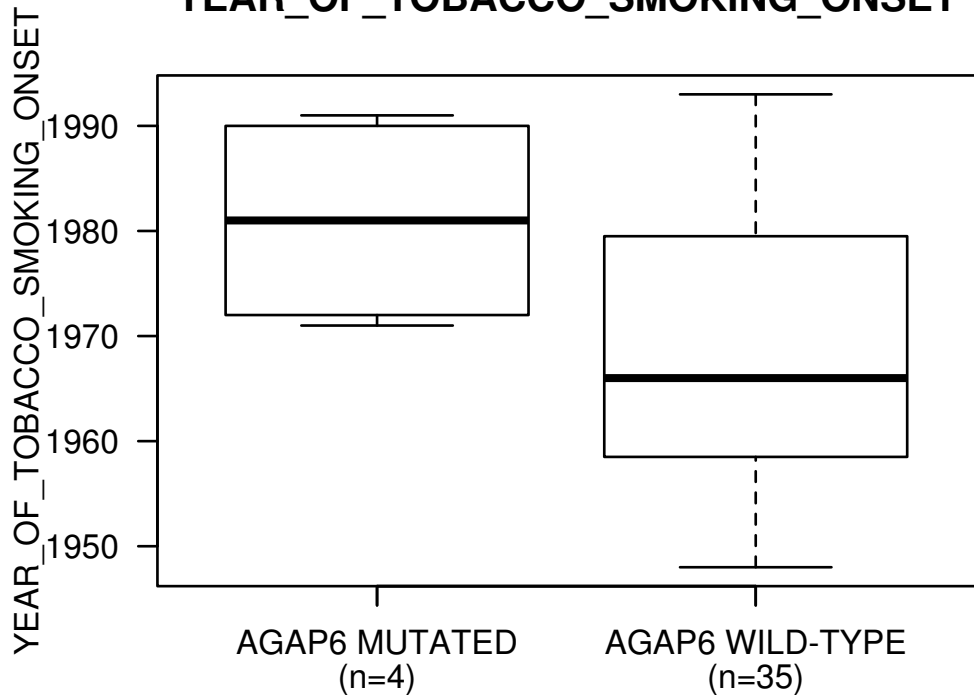 YEAR_OF_TOBACCO_SMOKING_ONSET
YEAR_OF_TOBACCO_SMOKING_ONSET
1990
1980
1970
1960
1950
AGAP6 MUTATED
(n=4)
AGAP6 WILD-TYPE
(n=35)